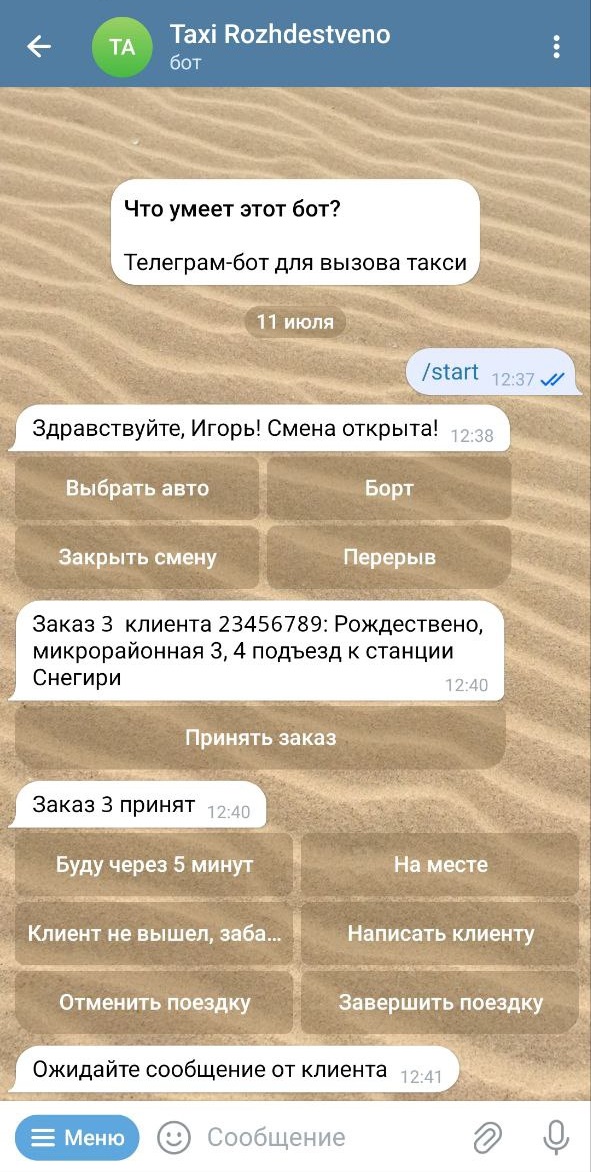 TA
Taxi Rozhdestveno
бот
Что умеет этот бот?
Телеграм-бот для вызова такси
11 июля
/start 12:37
Здравствуйте, Игорь! Смена открыта! 12:38
Выбрать авто
Борт
Закрыть смену
Перерыв
Заказ 3 клиента 23456789: Рождествено,
микрорайонная 3, 4 подъезд к станции
Снегири
12:40
Принять заказ
Заказ 3 принят 12:40
Буду через 5 минут
На месте
Клиент не вышел, заба...
Написать клиенту
Отменить поездку
Завершить поездку
Ожидайте сообщение от клиента 12:41
Меню
Сообщение